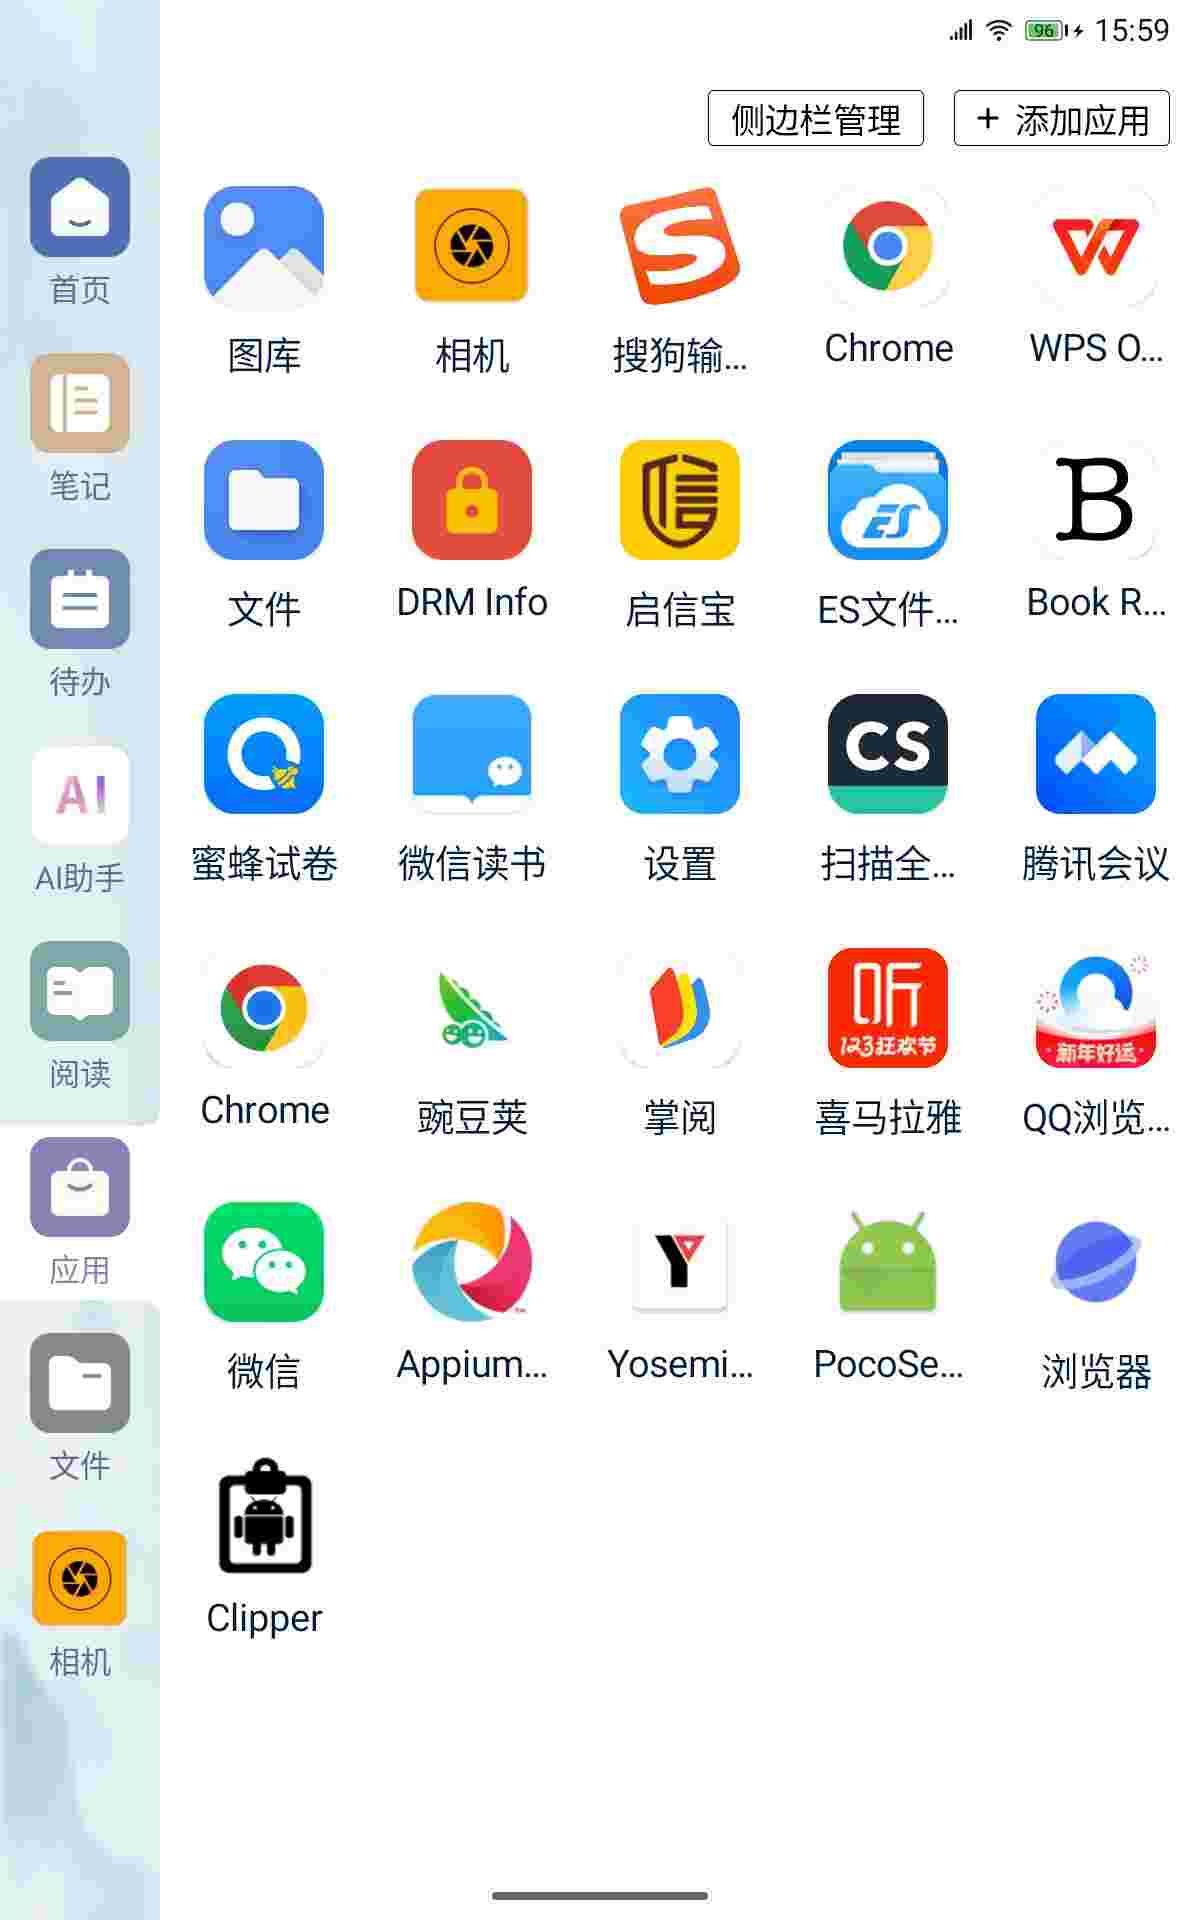 96 15:59
侧边栏管理
+ 添加应用
首页
笔记
待办
AI
AI助手
阅读
应用
文件
相机
图库
相机
搜狗输...
Chrome
WPS O...
文件
DRM Info
信
启信宝
ES
ES文件...
B
Book R...
蜜蜂试卷
微信读书
设置
CS
扫描全...
腾讯会议
Chrome
豌豆荚
掌阅
听
123狂欢节
喜马拉雅
·新年好运·
QQ浏览...
微信
Appium...
Y
Yosemi...
PocoSe...
浏览器
Clipper